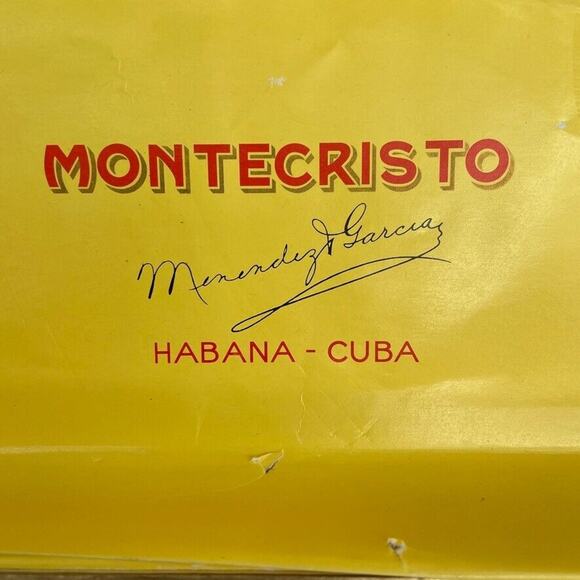 MONTECRISTO
Menendez y Garcia
HABANA - CUBA